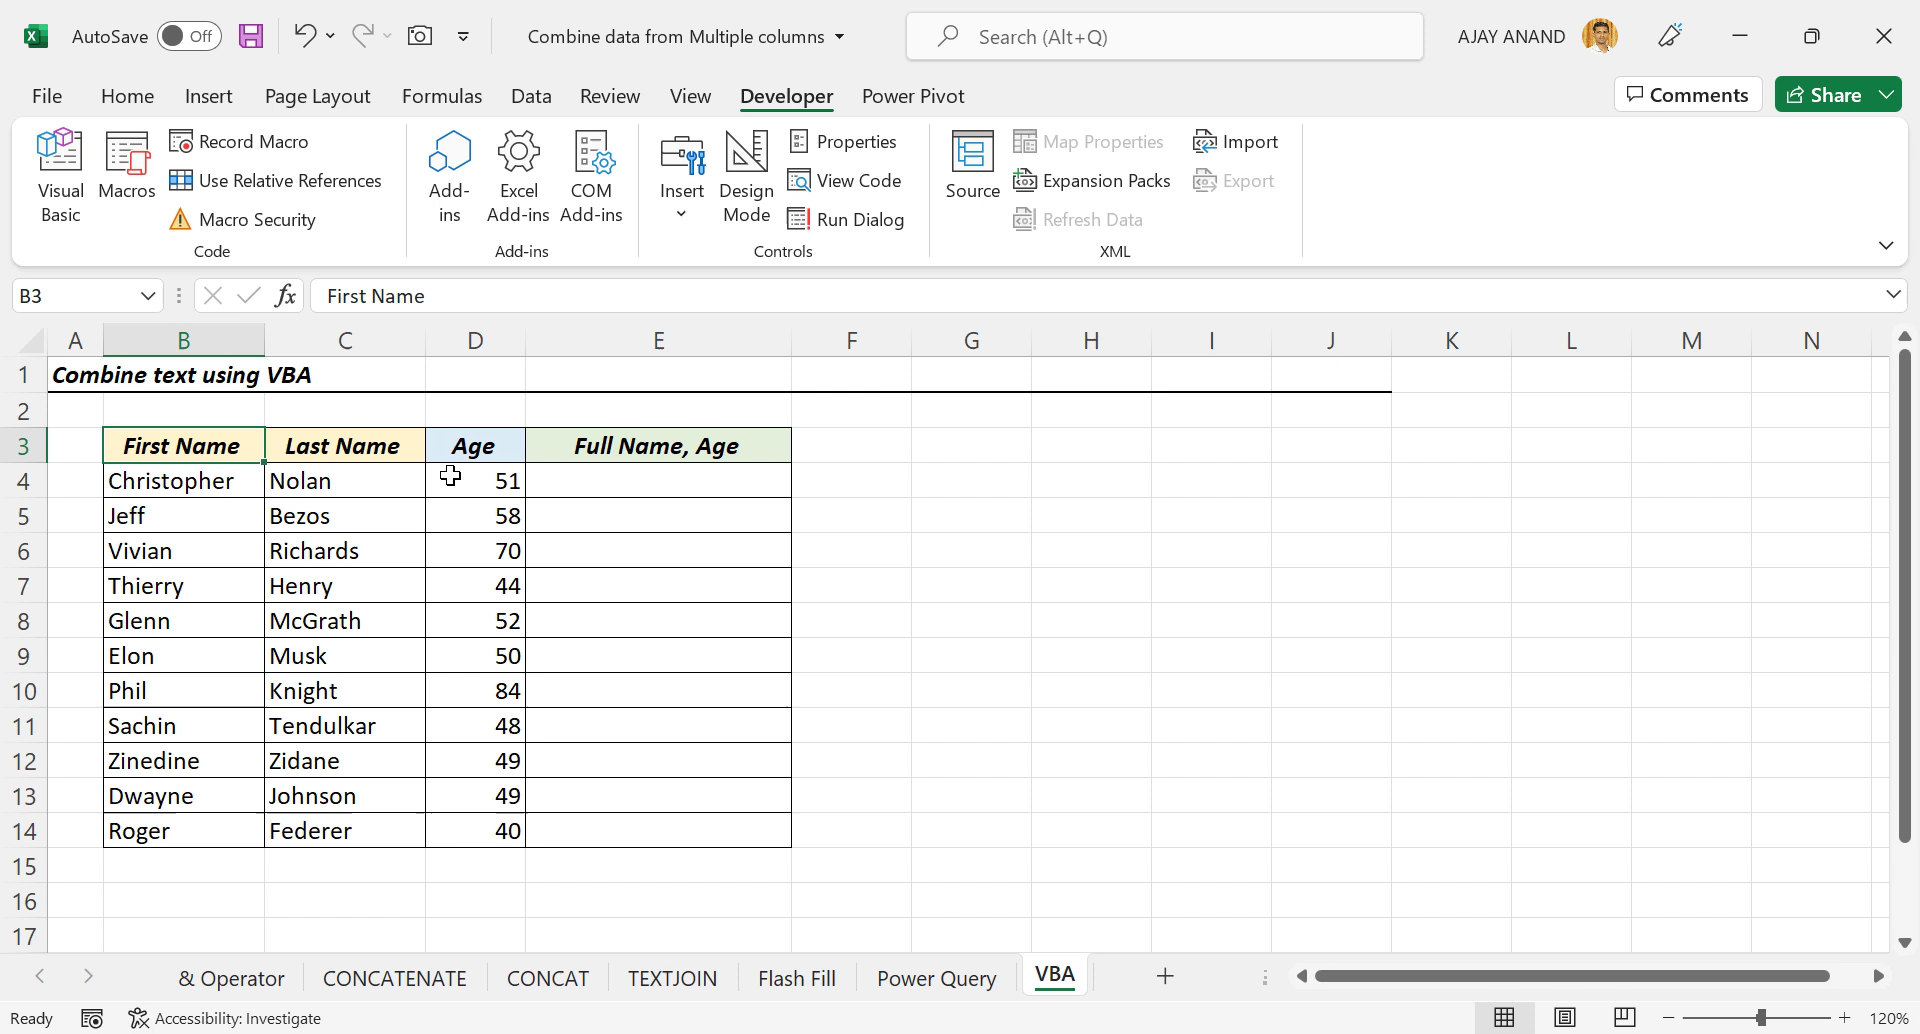 AutoSave Off Combine data from Multiple columns Search (Alt+Q) AJAY ANAND
File Home Insert Page Layout Formulas Data Review View Developer Power Pivot Comments Share
Visual Basic
Macros
Record Macro
Use Relative References
Macro Security
Code
Add-ins
Excel Add-ins
COM Add-ins
Add-ins
Insert
Design Mode
Properties
View Code
Run Dialog
Controls
Source
Map Properties
Expansion Packs
Refresh Data
Import
Export
XML
B3 fx First Name
A B C D E F G H I J K L M N
1 Combine text using VBA
2
3 First Name Last Name Age Full Name, Age
4 Christopher Nolan 51
5 Jeff Bezos 58
6 Vivian Richards 70
7 Thierry Henry 44
8 Glenn McGrath 52
9 Elon Musk 50
10 Phil Knight 84
11 Sachin Tendulkar 48
12 Zinedine Zidane 49
13 Dwayne Johnson 49
14 Roger Federer 40
15
16
17
& Operator CONCATENATE CONCAT TEXTJOIN Flash Fill Power Query VBA
Ready Accessibility: Investigate 120%